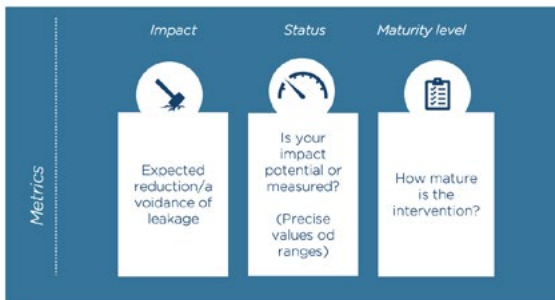 Impact
Status
Maturity level
Metrics
Expected
reduction/a
voidance of
leakage
Is your
impact
potential or
measured?
(Precise
values od
ranges)
How mature
is the
intervention?